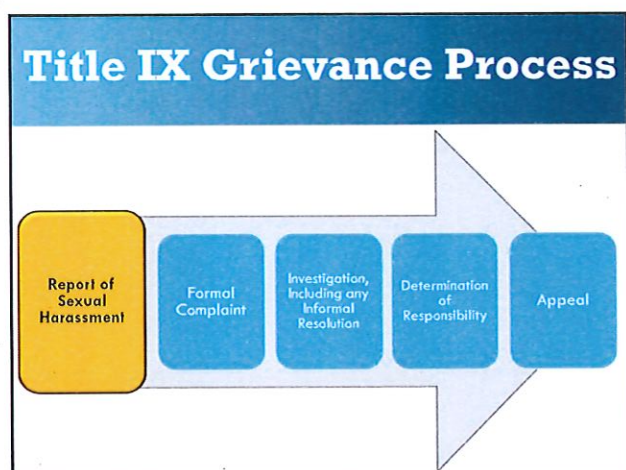 Title IX Grievance Process
Report of
Sexual
Harassment
Formal
Complaint
Investigation,
Including any
Informal
Resolution
Determination
of
Responsibility
Appeal